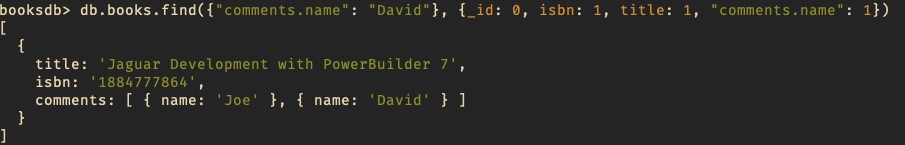 booksdb> db.books.find({"comments.name": "David"}, {_id: 0, isbn: 1, title: 1, "comments.name": 1})
[
  {
    title: 'Jaguar Development with PowerBuilder 7',
    isbn: '1884777864',
    comments: [ { name: 'Joe' }, { name: 'David' } ]
  }
]